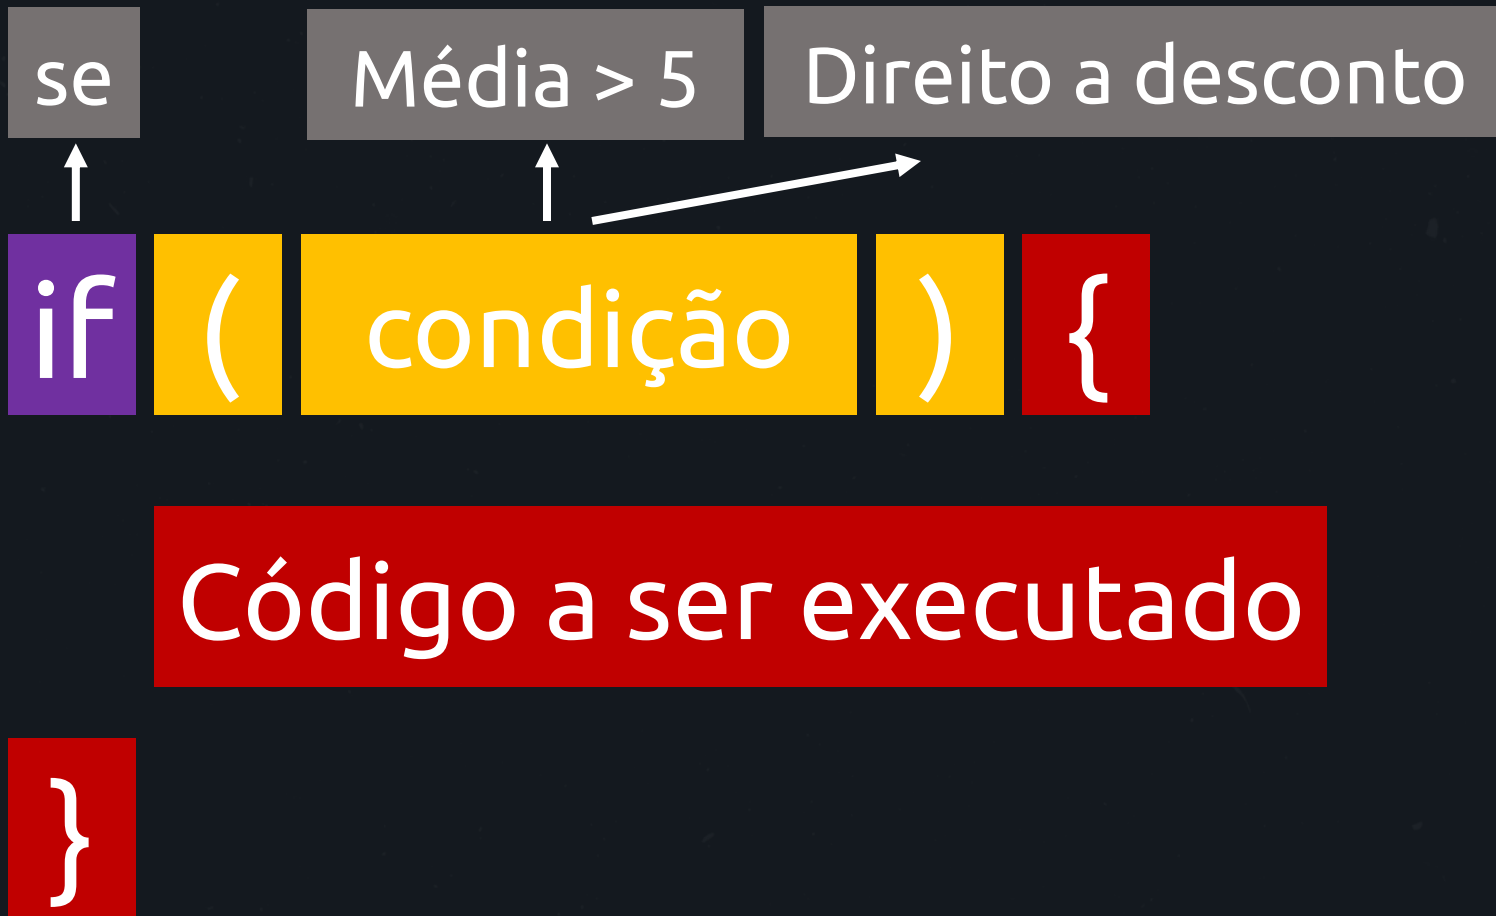 se Média > 5 Direito a desconto
if ( condição ) {
Código a ser executado
}